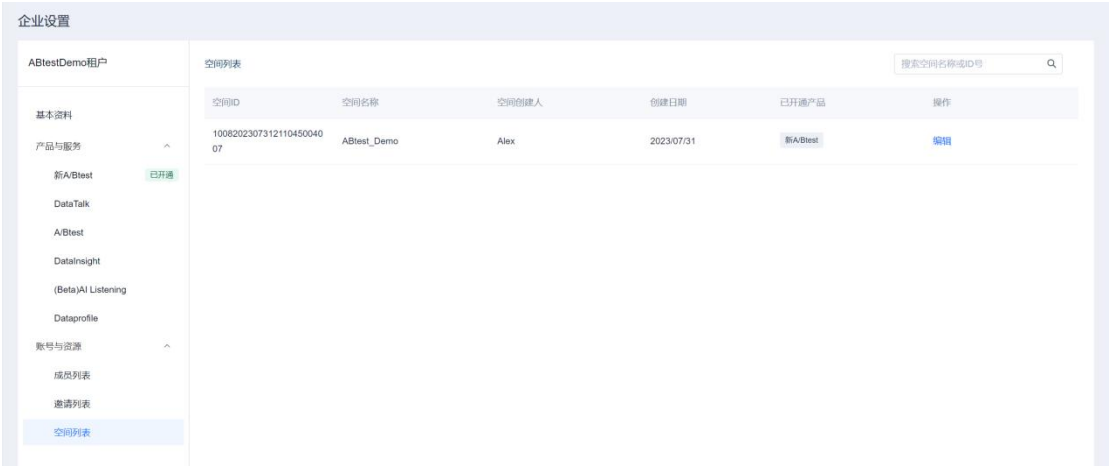 企业设置
ABtestDemo租户
基本资料
产品与服务
新A/Btest 已开通
DataTalk
A/Btest
DataInsight
(Beta)AI Listening
Dataprofile
账号与资源
成员列表
邀请列表
空间列表
空间列表
搜索空间名称或ID号
空间ID 空间名称 空间创建人 创建日期 已开通产品 操作
1008202307312110450040
07
ABtest_Demo Alex 2023/07/31 新A/Btest 编辑